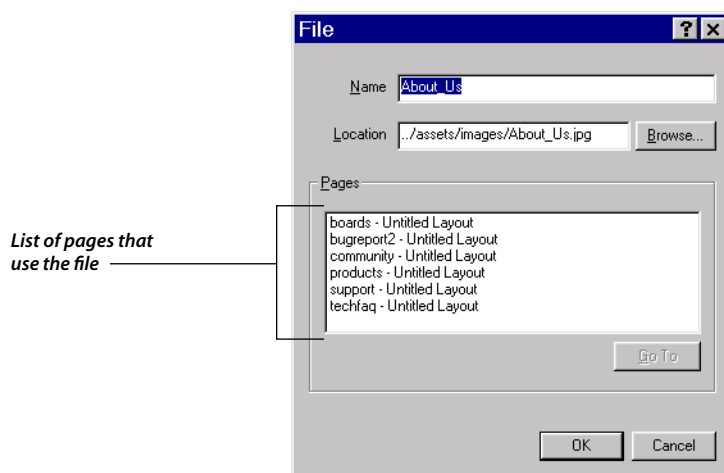 File
Name About_Us
Location ../assets/images/About_Us.jpg Browse...
Pages
List of pages that
use the file
boards - Untitled Layout
bugreport2 - Untitled Layout
community - Untitled Layout
products - Untitled Layout
support - Untitled Layout
techfaq - Untitled Layout
Go To
OK Cancel